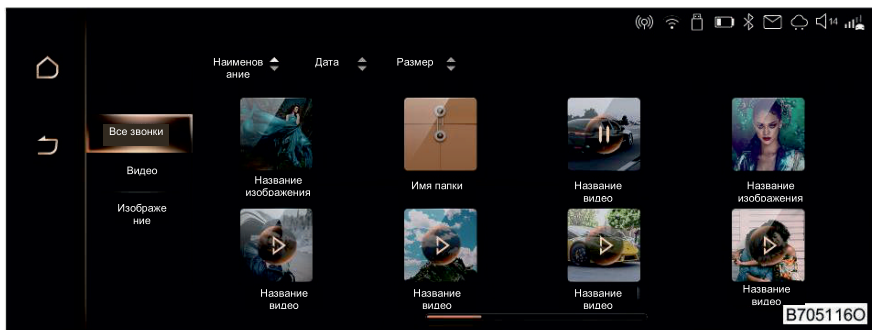 14
Наименов
ание
Дата
Размер
Все звонки
Видео
Изображе
ние
Название
изображения
Имя папки
Название
видео
Название
изображения
Название
видео
Название
видео
Название
видео
Название
видео
B705116O